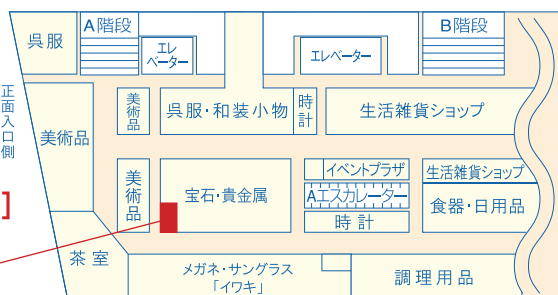 呉服
A階段
エレ
ベーター
エレベーター
B階段
正面入口側
美術品
美術品
呉服・和装小物
時計
生活雑貨ショップ
美術品
宝石・貴金属
イベントプラザ
Aエスカレーター
時計
生活雑貨ショップ
食器・日用品
]
茶室
メガネ・サングラス
「イワキ」
調理用品